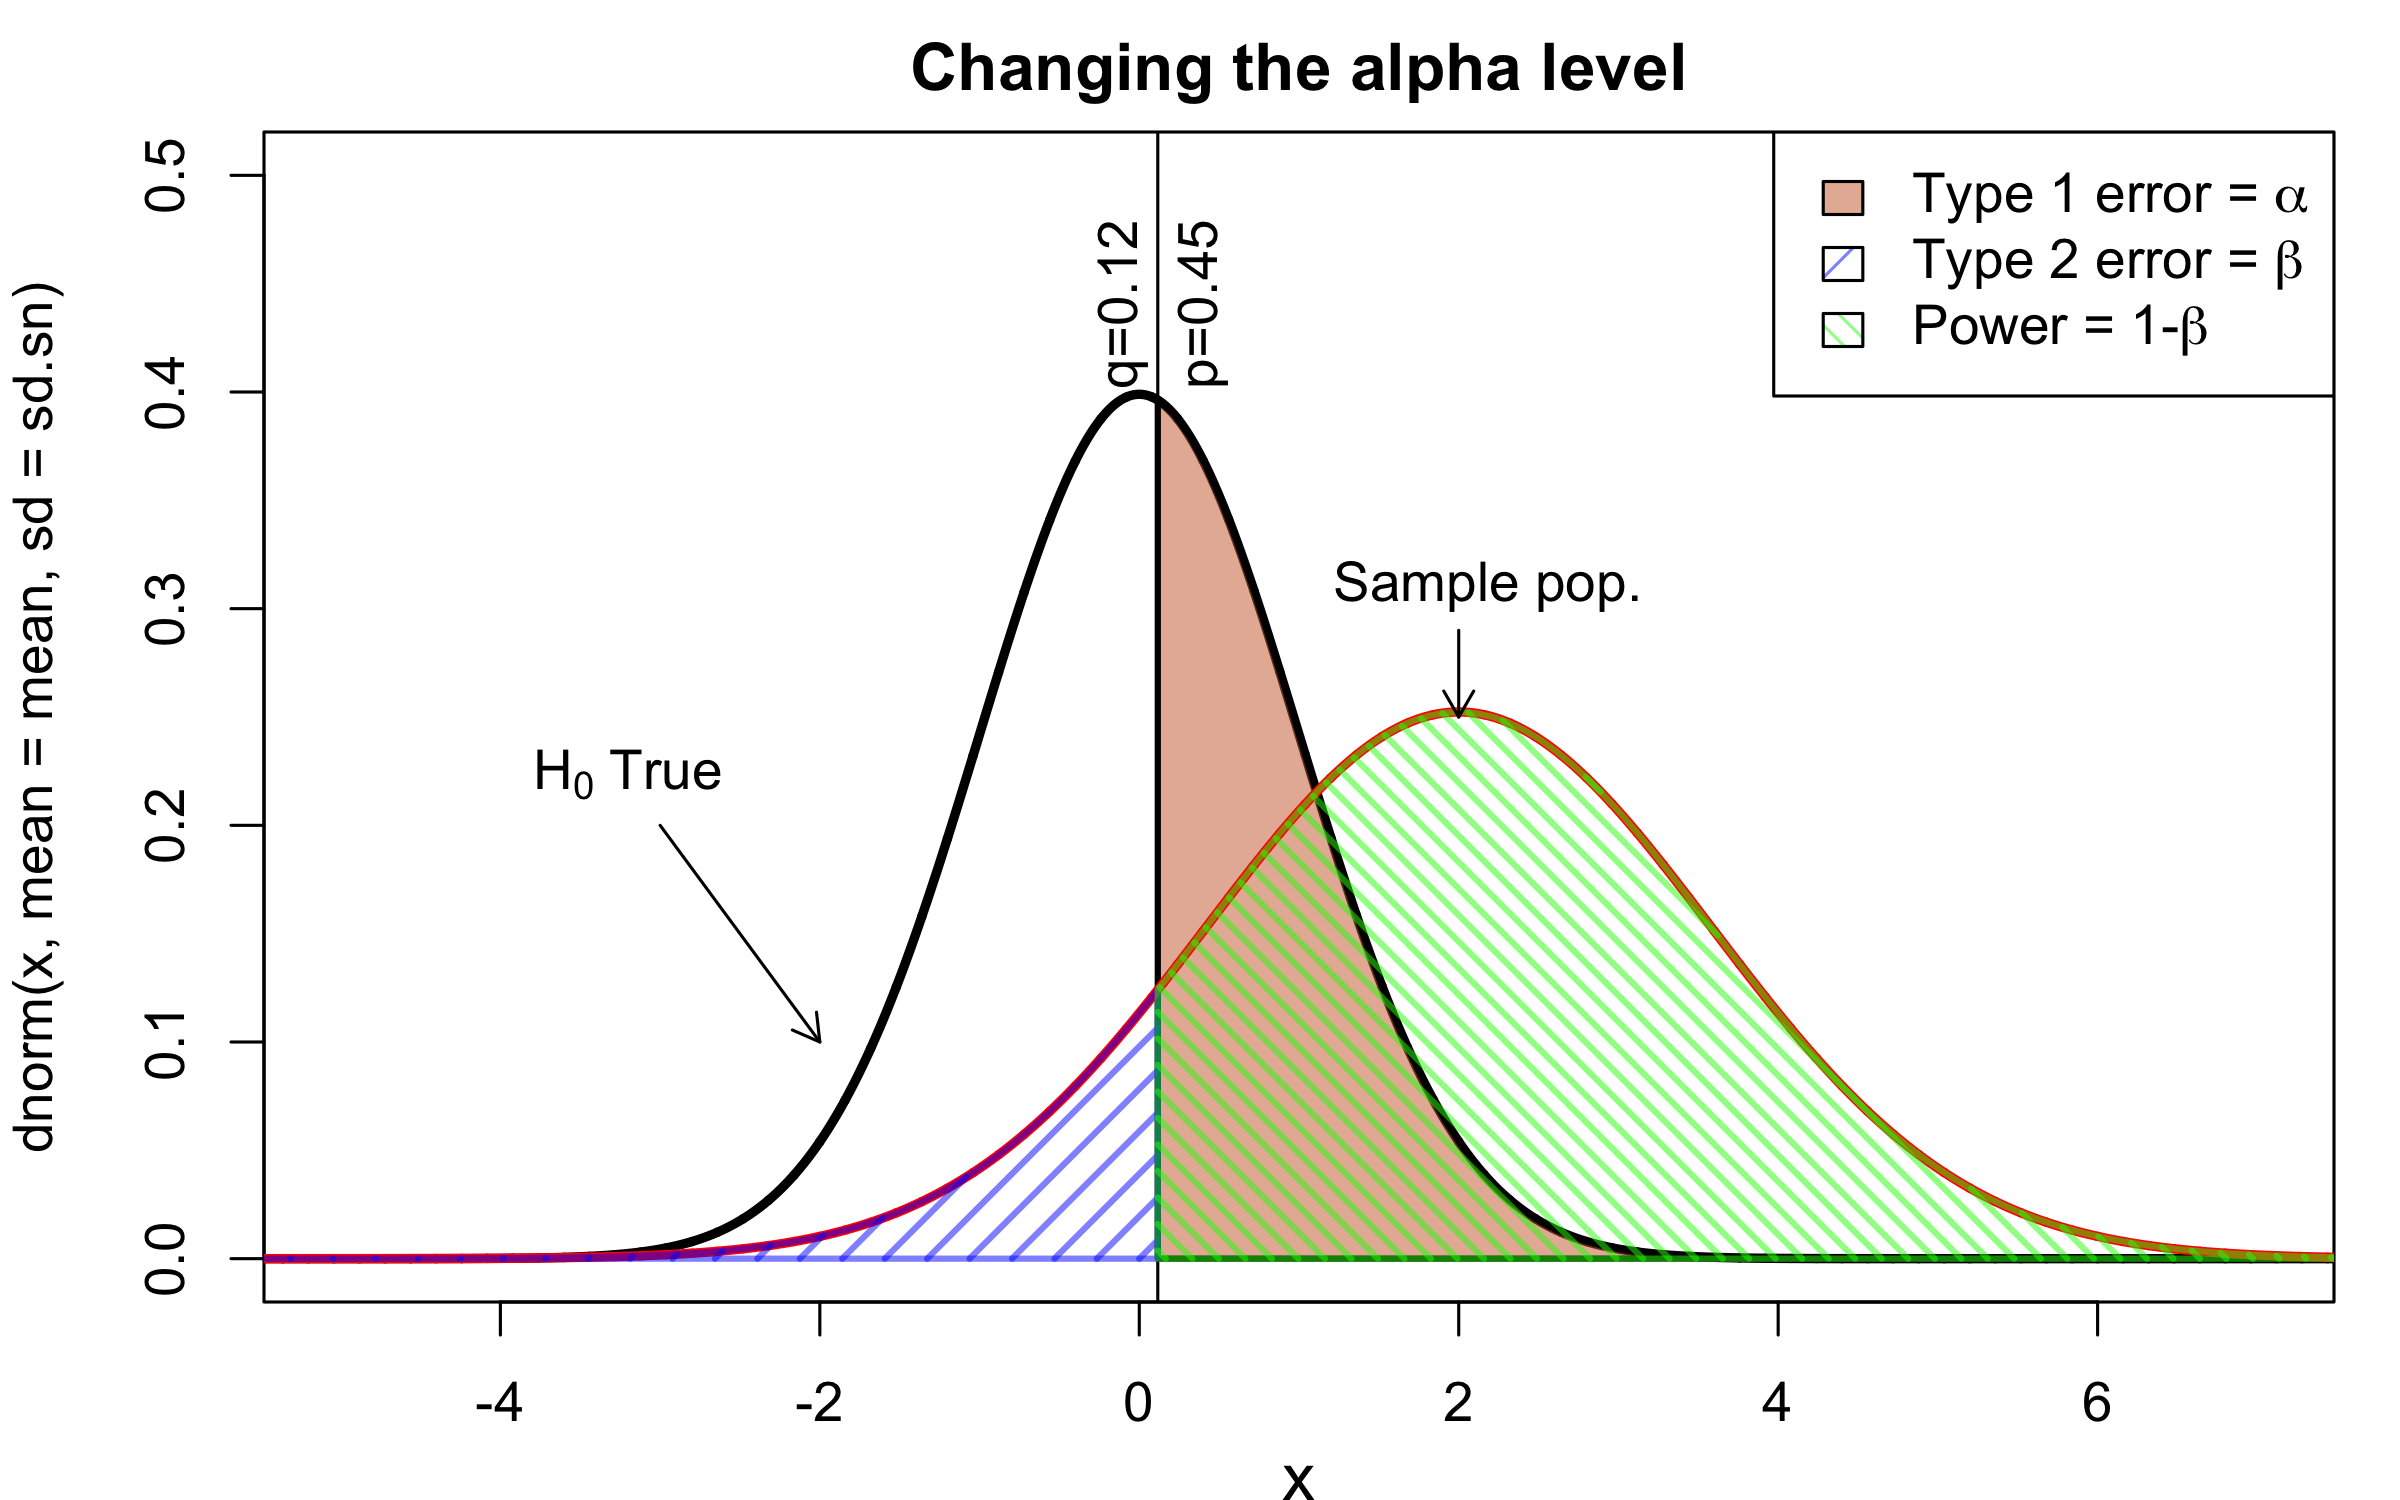 Changing the alpha level
dnorm(x, mean = mean, sd = sd.sn)
0.5
0.4
0.3
0.2
0.1
0.0
q=0.12
p=0.45
Type 1 error = α
Type 2 error = β
Power = 1-β
Sample pop.
H₀ True
-4
-2
0
2
4
6
x